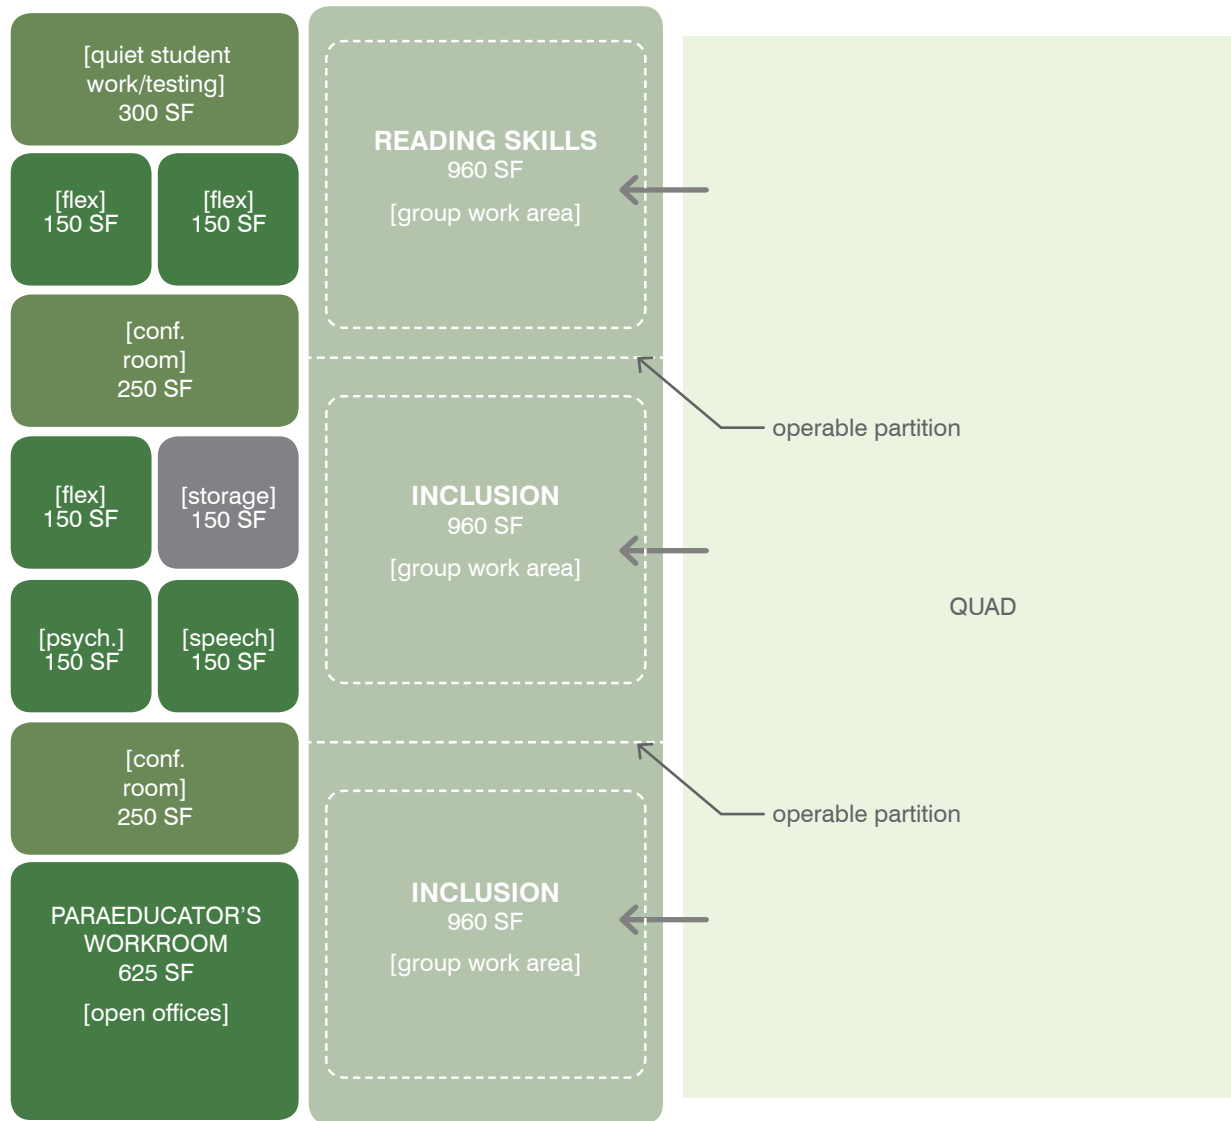 [quiet student
work/testing]
300 SF
[flex]
150 SF
[flex]
150 SF
[conf.
room]
250 SF
[flex]
150 SF
[storage]
150 SF
[psych.]
150 SF
[speech]
150 SF
[conf.
room]
250 SF
PARAEDUCATOR’S
WORKROOM
625 SF
[open offices]
READING SKILLS
960 SF
[group work area]
INCLUSION
960 SF
[group work area]
INCLUSION
960 SF
[group work area]
operable partition
QUAD
operable partition